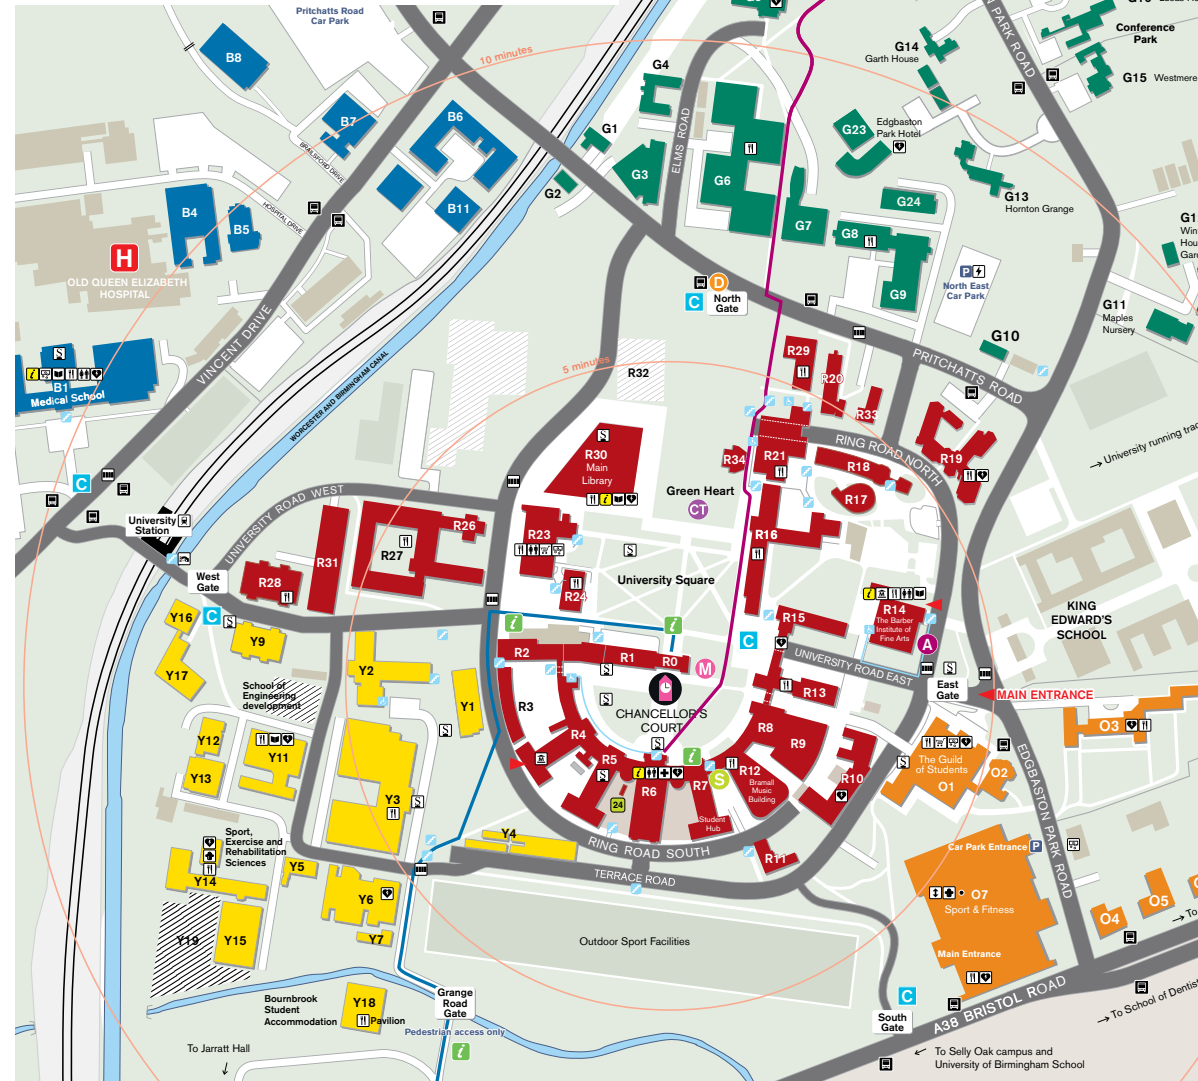 Pritchatts Road
Car Park
10 minutes
B8
B7
B6
BRAILSFORD DRIVE
HOSPITAL DRIVE
B4
B5
B11
H
OLD QUEEN ELIZABETH
HOSPITAL
VINCENT DRIVE
B1
Medical School
WORCESTER AND BIRMINGHAM CANAL
G1
G2
G3
G4
ELMS ROAD
G6
G7
G8
G9
G14
Garth House
G23
Edgbaston
Park Hotel
G24
G13
Hornton Grange
Conference
Park
G15 Westmere
N PARK ROAD
P
North East
Car Park
G11
Maples
Nursery
G10
PRITCHATTS ROAD
D
C
North
Gate
5 minutes
R32
R29
R20
R33
RING ROAD NORTH
R19
University running trac
R30
Main
Library
R34
R21
R18
R17
Green Heart
CT
R16
R23
R24
University Square
C
University
Station
UNIVERSITY ROAD WEST
R31
R27
R26
R28
West
Gate
C
Y16
Y17
Y9
Y2
Y1
School of
Engineering
development
Y12
Y13
Y11
Y3
R2
R1
R0
M
CHANCELLOR'S
COURT
R3
R4
R5
R6
R7
24
S
Student
Hub
R8
R9
R12
Bramall
Music
Building
R10
R11
R13
R15
C
UNIVERSITY ROAD EAST
R14
The Barber
Institute of
Fine Arts
A
East
Gate
MAIN ENTRANCE
KING
EDWARD'S
SCHOOL
O3
The Guild
of Students
O1
O2
EDGBASTON PARK ROAD
Car Park Entrance
P
O7
Sport & Fitness
Main Entrance
O4
O5
To
RING ROAD SOUTH
TERRACE ROAD
Y4
Sport,
Exercise and
Rehabilitation
Sciences
Y14
Y5
Y6
Y7
Y19
Y15
Y18
Pavilion
Bournbrook
Student
Accommodation
To Jarratt Hall
Outdoor Sport Facilities
Grange
Road
Gate
Pedestrian access only
C
South
Gate
A38 BRISTOL ROAD
To School of Dentis
To Selly Oak campus and
University of Birmingham School